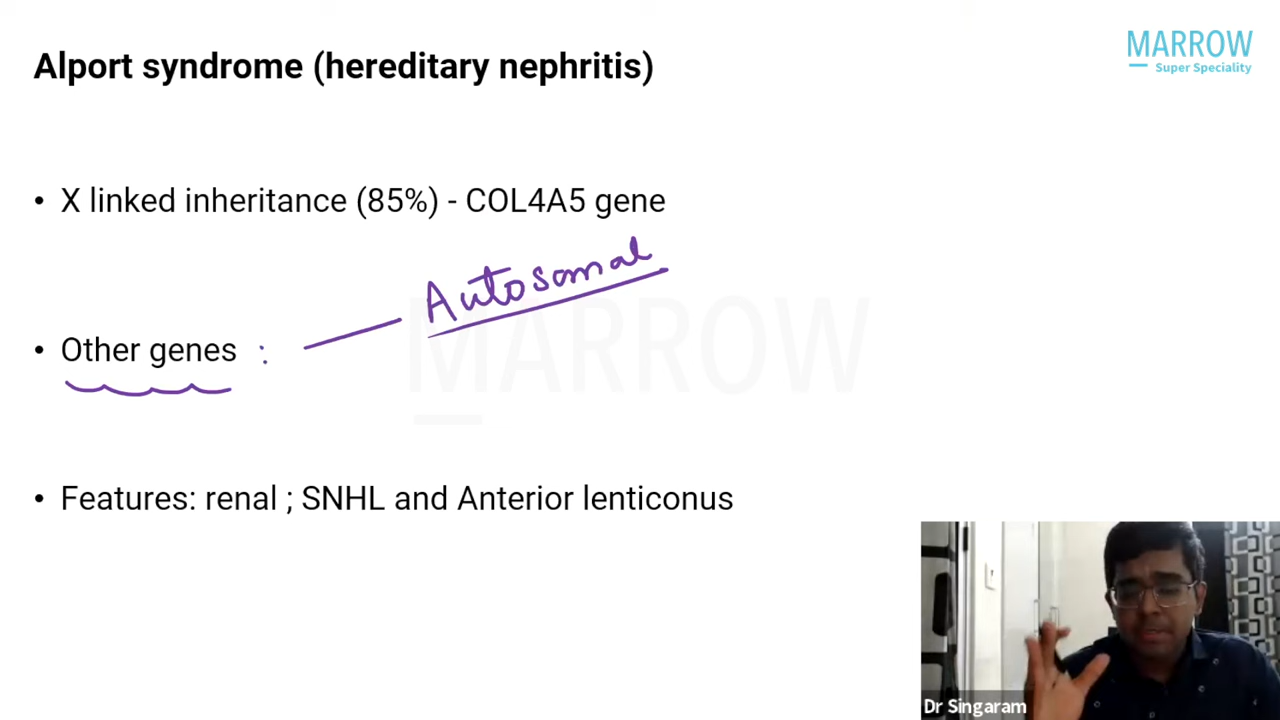 Alport syndrome (hereditary nephritis)
MARROW
Super Speciality
• X linked inheritance (85%) - COL4A5 gene
Autosomal
• Other genes :
MARROW
• Features: renal ; SNHL and Anterior lenticonus
Dr Singaram